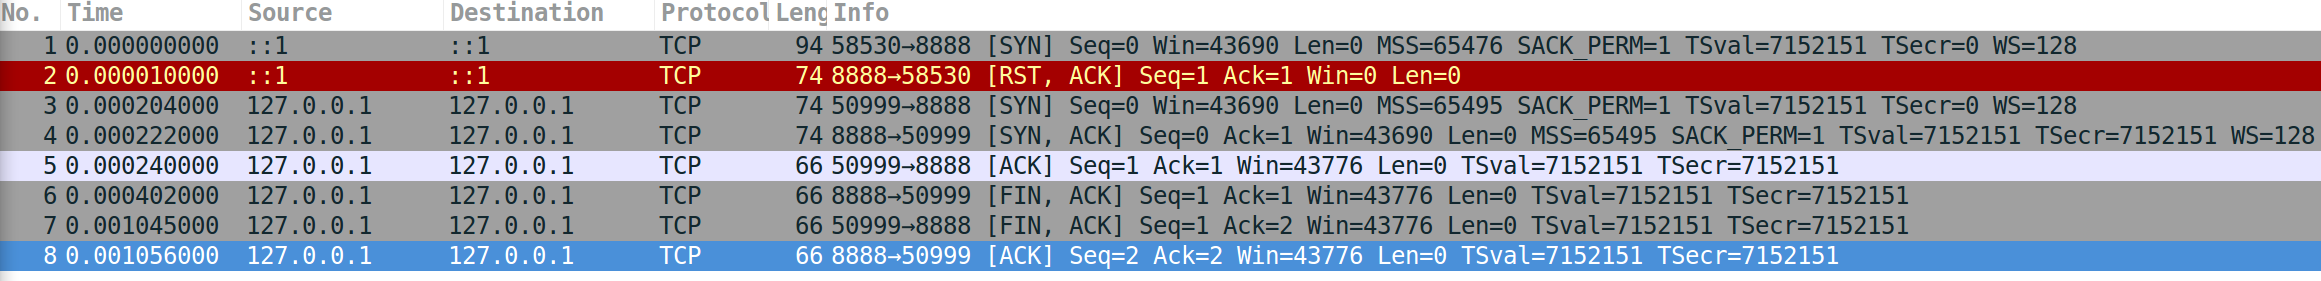 No. Time Source Destination Protocol Leng Info
1 0.000000000 ::1 ::1 TCP 94 58530→8888 [SYN] Seq=0 Win=43690 Len=0 MSS=65476 SACK_PERM=1 TSval=7152151 TSecr=0 WS=128
2 0.000010000 ::1 ::1 TCP 74 8888→58530 [RST, ACK] Seq=1 Ack=1 Win=0 Len=0
3 0.000204000 127.0.0.1 127.0.0.1 TCP 74 50999→8888 [SYN] Seq=0 Win=43690 Len=0 MSS=65495 SACK_PERM=1 TSval=7152151 TSecr=0 WS=128
4 0.000222000 127.0.0.1 127.0.0.1 TCP 74 8888→50999 [SYN, ACK] Seq=0 Ack=1 Win=43690 Len=0 MSS=65495 SACK_PERM=1 TSval=7152151 TSecr=7152151 WS=128
5 0.000240000 127.0.0.1 127.0.0.1 TCP 66 50999→8888 [ACK] Seq=1 Ack=1 Win=43776 Len=0 TSval=7152151 TSecr=7152151
6 0.000402000 127.0.0.1 127.0.0.1 TCP 66 8888→50999 [FIN, ACK] Seq=1 Ack=1 Win=43776 Len=0 TSval=7152151 TSecr=7152151
7 0.001045000 127.0.0.1 127.0.0.1 TCP 66 50999→8888 [FIN, ACK] Seq=1 Ack=2 Win=43776 Len=0 TSval=7152151 TSecr=7152151
8 0.001056000 127.0.0.1 127.0.0.1 TCP 66 8888→50999 [ACK] Seq=2 Ack=2 Win=43776 Len=0 TSval=7152151 TSecr=7152151